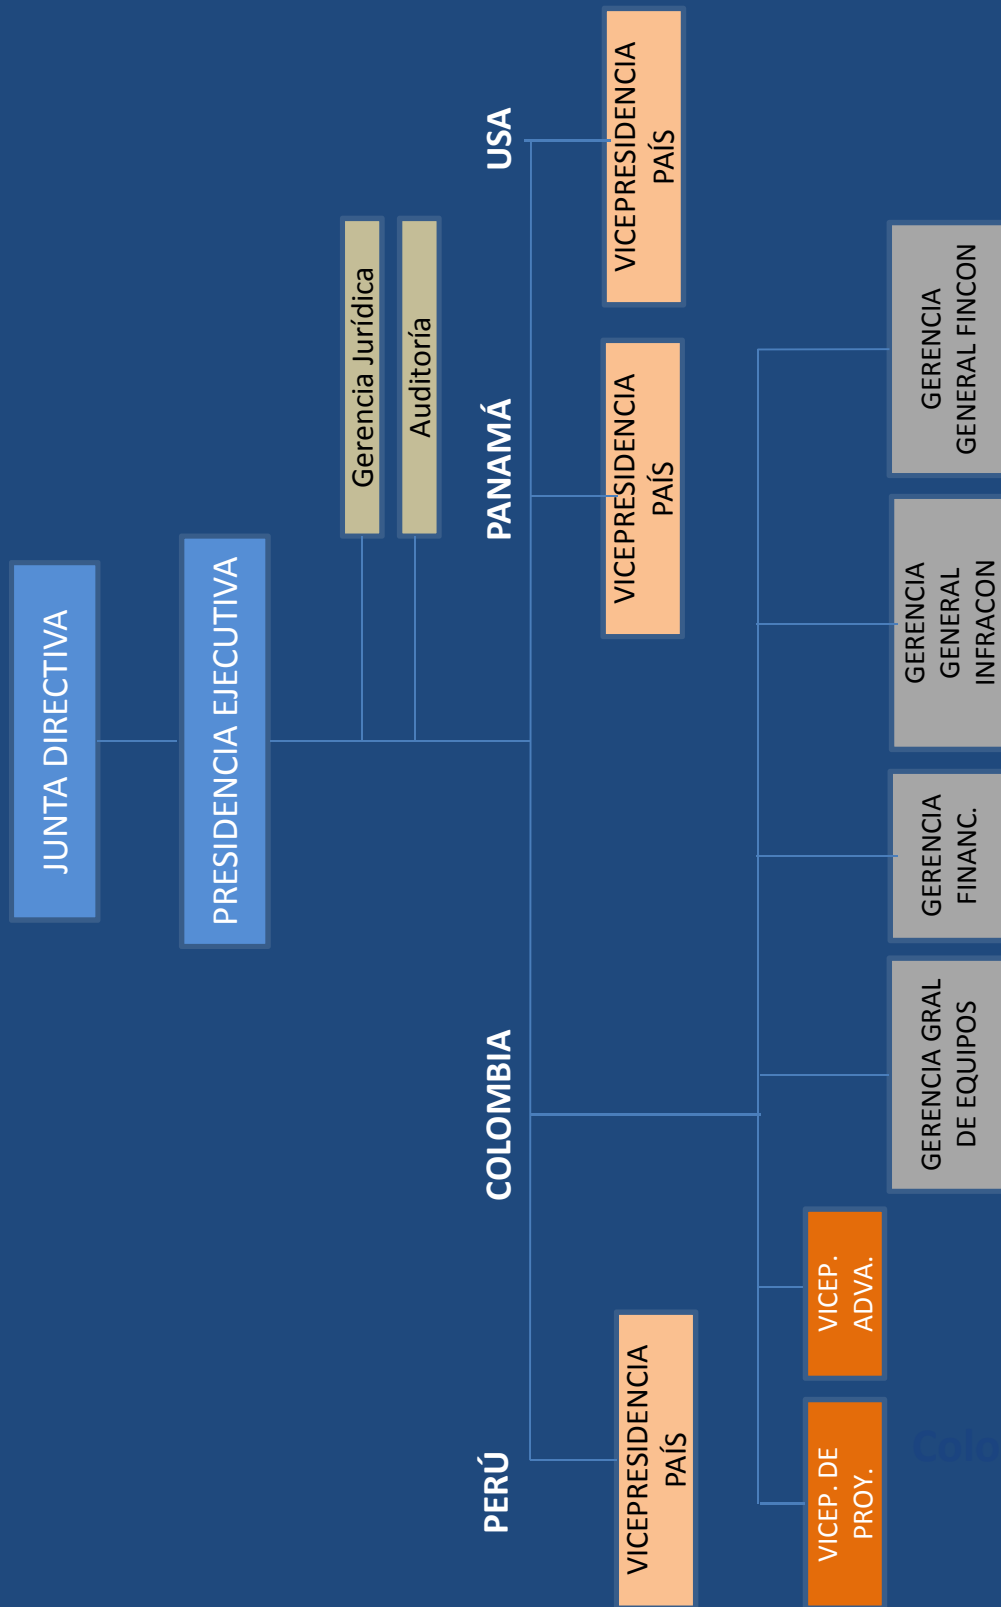 JUNTA DIRECTIVA
PRESIDENCIA EJECUTIVA
Gerencia Jurídica
Auditoría
PERÚ
COLOMBIA
PANAMÁ
USA
VICEPRESIDENCIA
PAÍS
VICEPRESIDENCIA
PAÍS
VICEPRESIDENCIA
PAÍS
VICEP. DE
PROY.
VICEP.
ADVA.
GERENCIA GRAL
DE EQUIPOS
GERENCIA
FINANC.
GERENCIA
GENERAL
INFRACON
GERENCIA
GENERAL FINCON